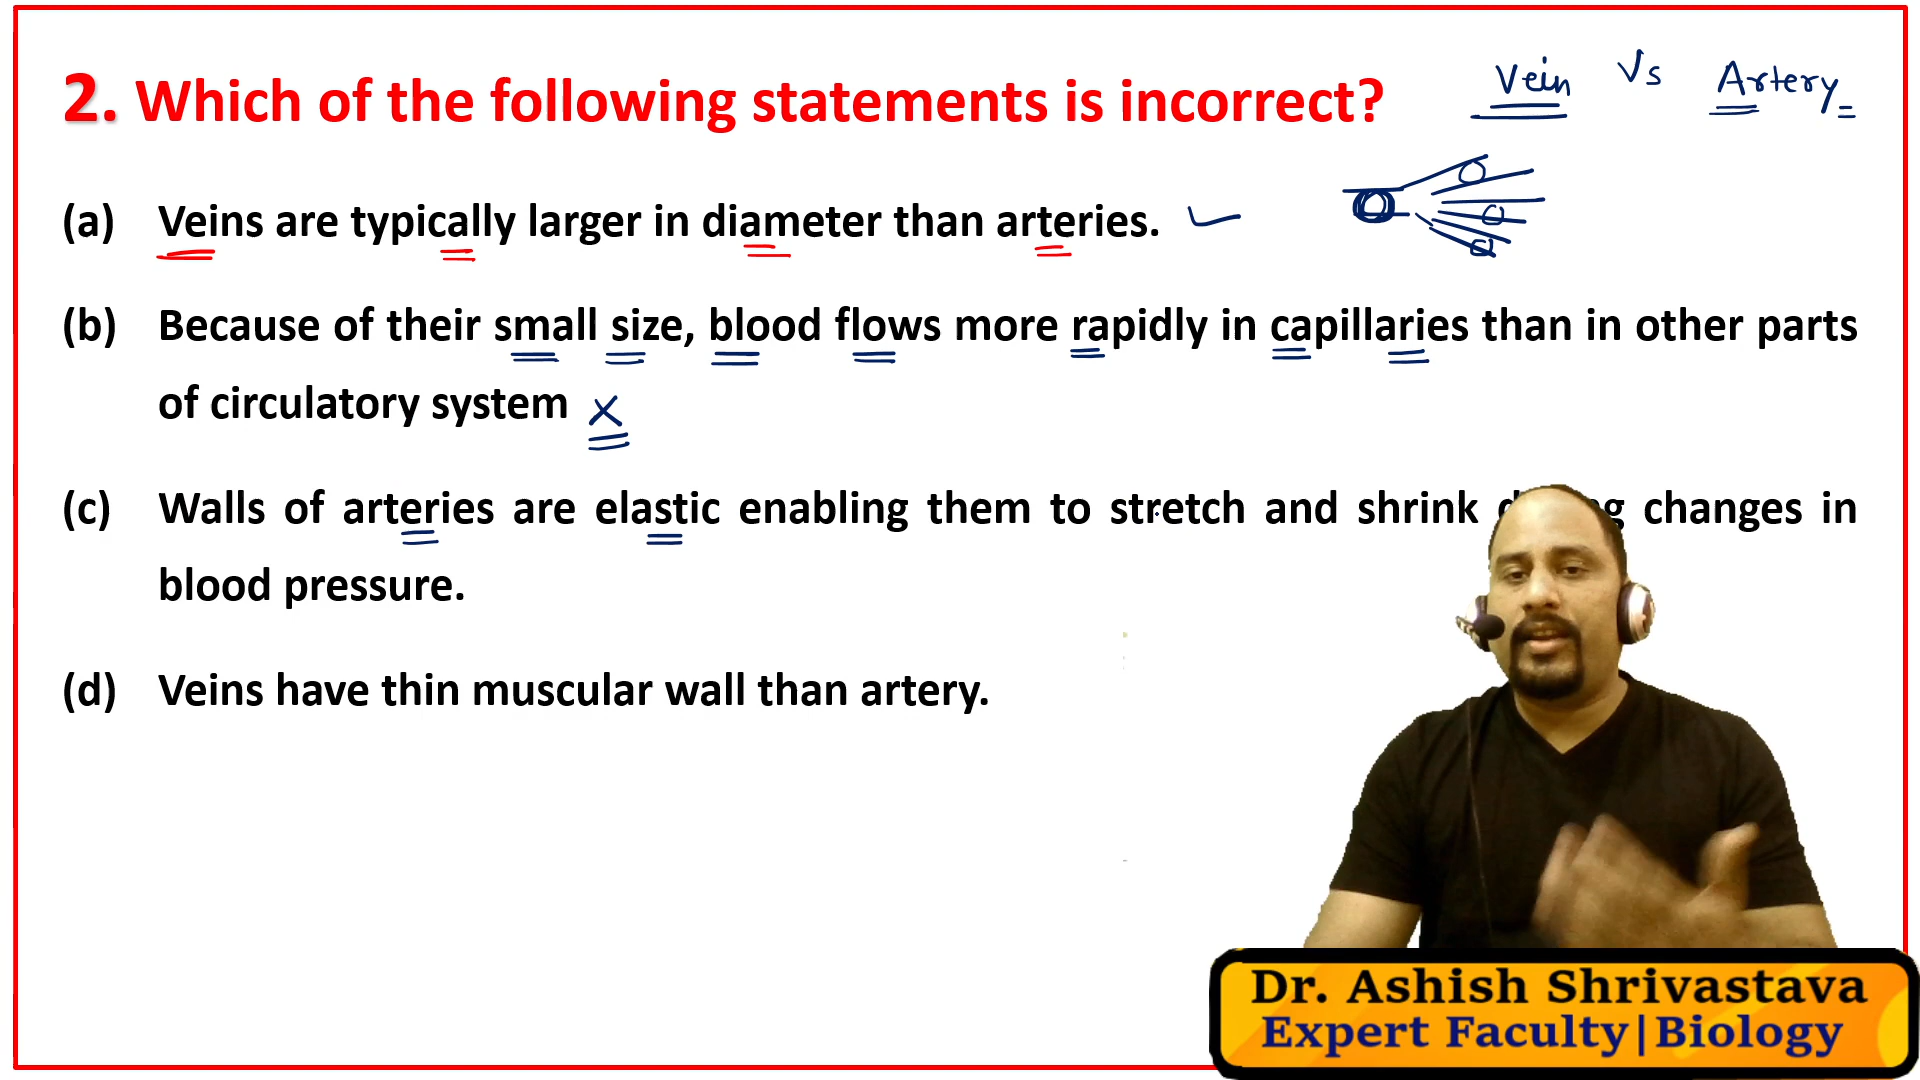 2. Which of the following statements is incorrect?
Vein Vs Artery
(a) Veins are typically larger in diameter than arteries.
(b) Because of their small size, blood flows more rapidly in capillaries than in other parts
of circulatory system
(c) Walls of arteries are elastic enabling them to stretch and shrink changes in
blood pressure.
(d) Veins have thin muscular wall than artery.
Dr. Ashish Shrivastava
Expert Faculty|Biology